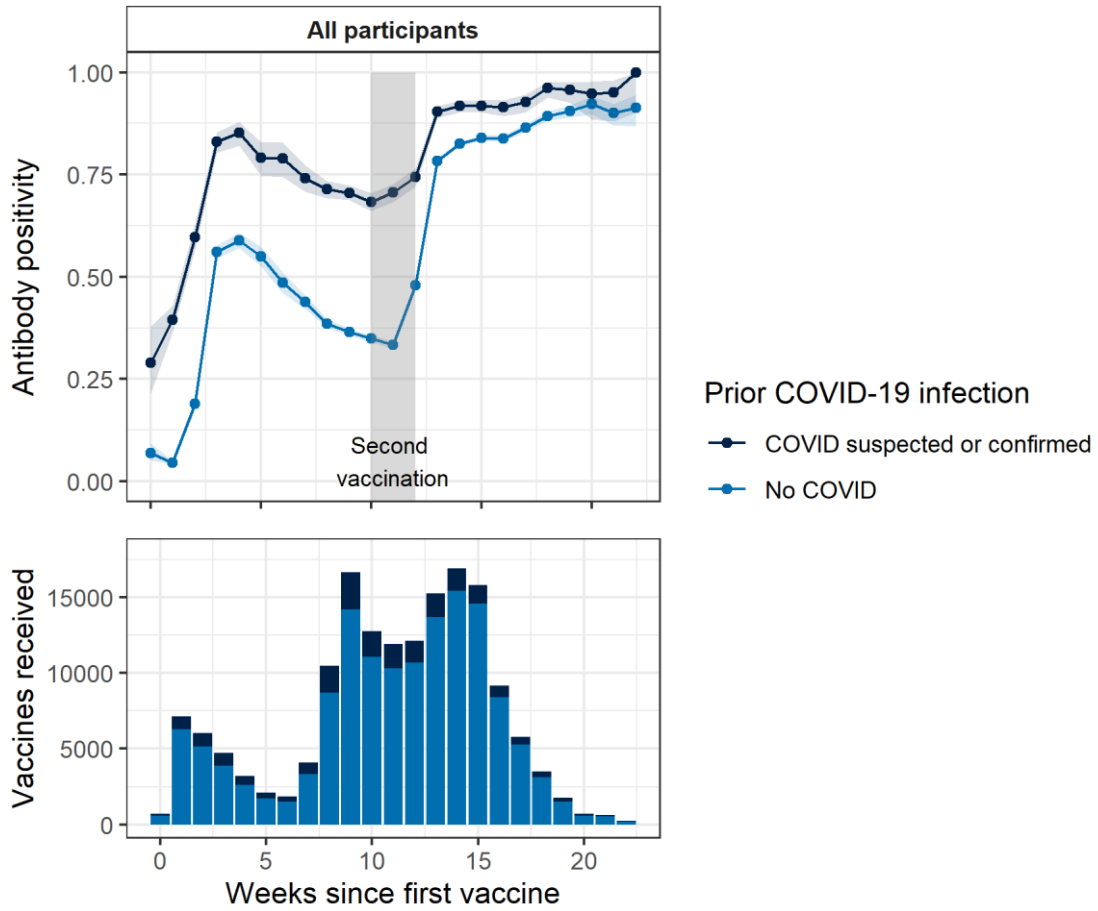 All participants
Antibody positivity
1.00
0.75
0.50
0.25
0.00
Second
vaccination
Prior COVID-19 infection
COVID suspected or confirmed
No COVID
Vaccines received
15000
10000
5000
0
0 5 10 15 20
Weeks since first vaccine